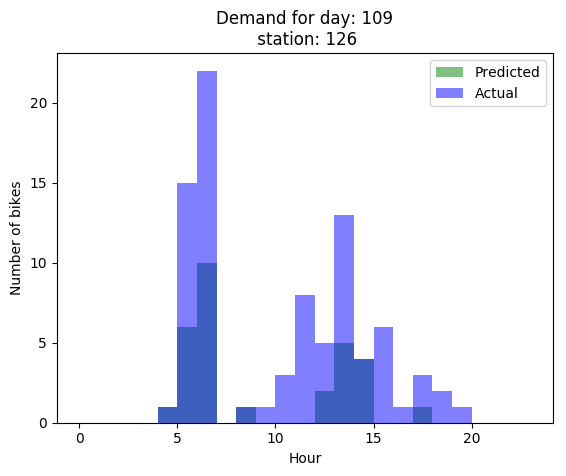 Demand for day: 109
station: 126
Predicted
Actual
Number of bikes
20
15
10
5
0
0
5
10
15
20
Hour